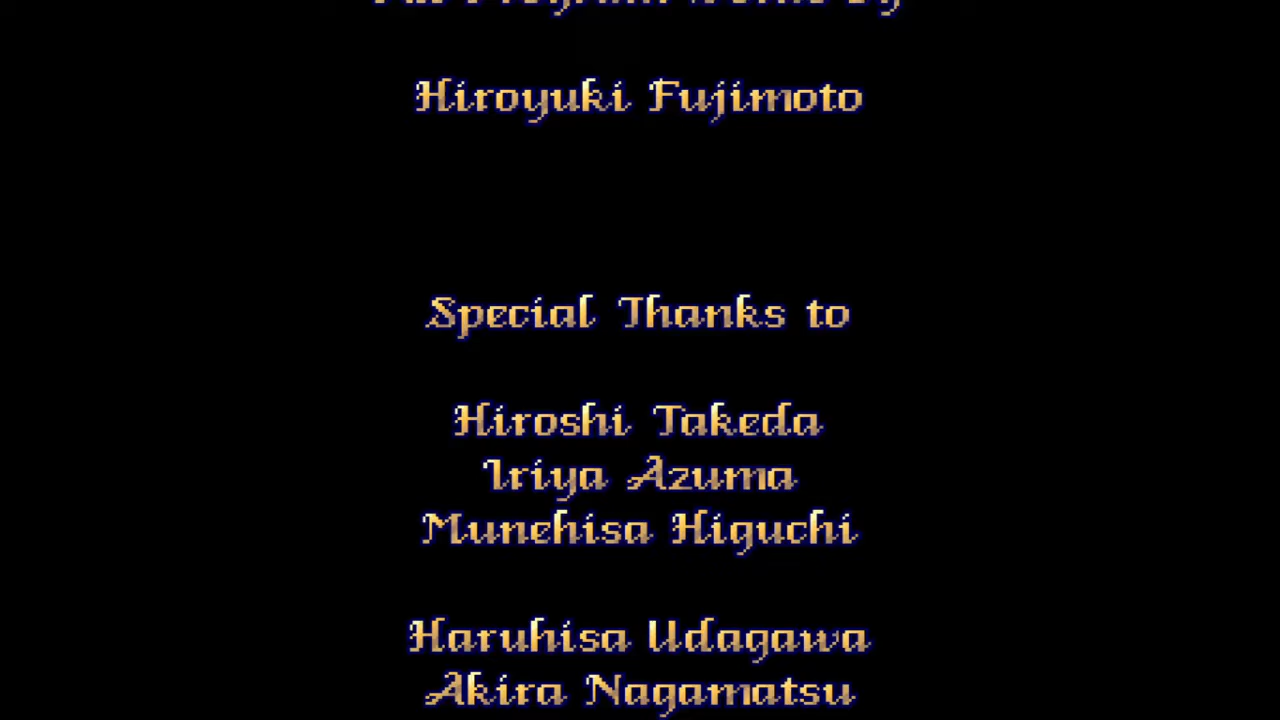 Hiroyuki Fujimoto
Special Thanks to
Hiroshi Takeda
Iriya Azuma
Munehisa Higuchi
Haruhisa Udagawa
Akira Nagamatsu